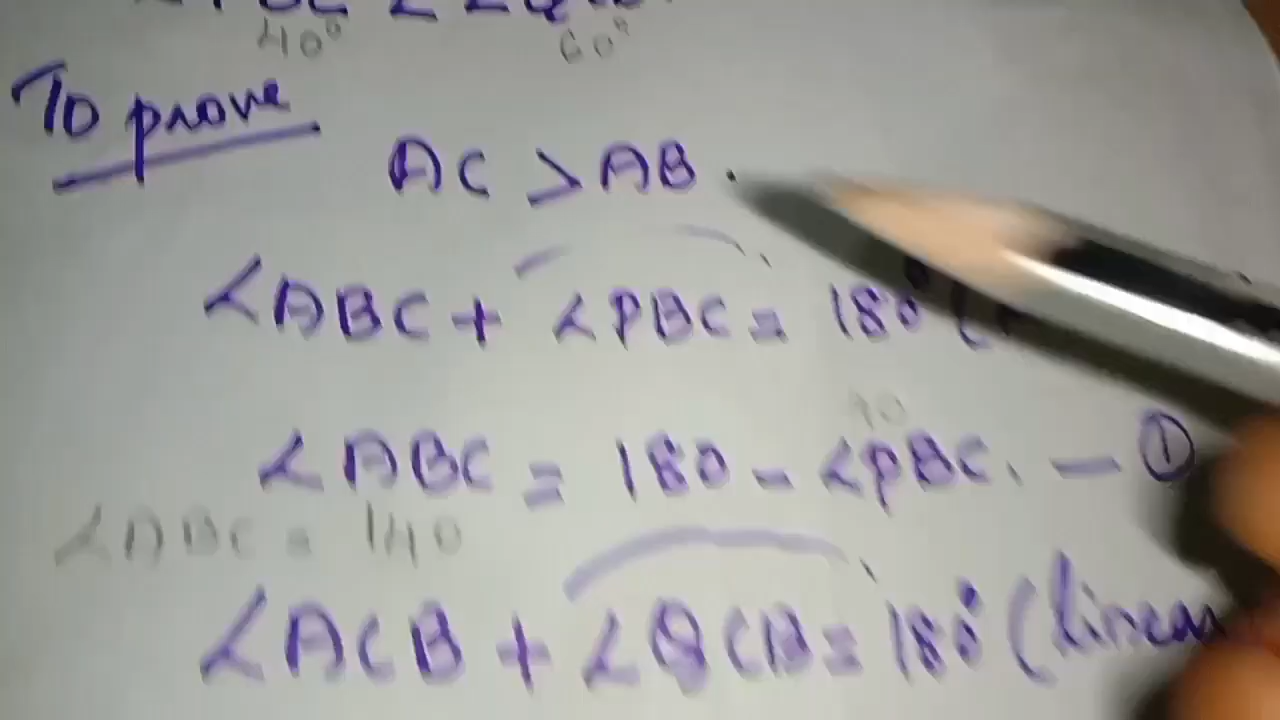 40° 60°
To prove
AC > AB.
∠ABC + ∠PBC = 180° (
40
∠ABC = 180 - ∠PBC. — ①
∠ABC = 140
∠ACB + ∠QCB = 180° (linear